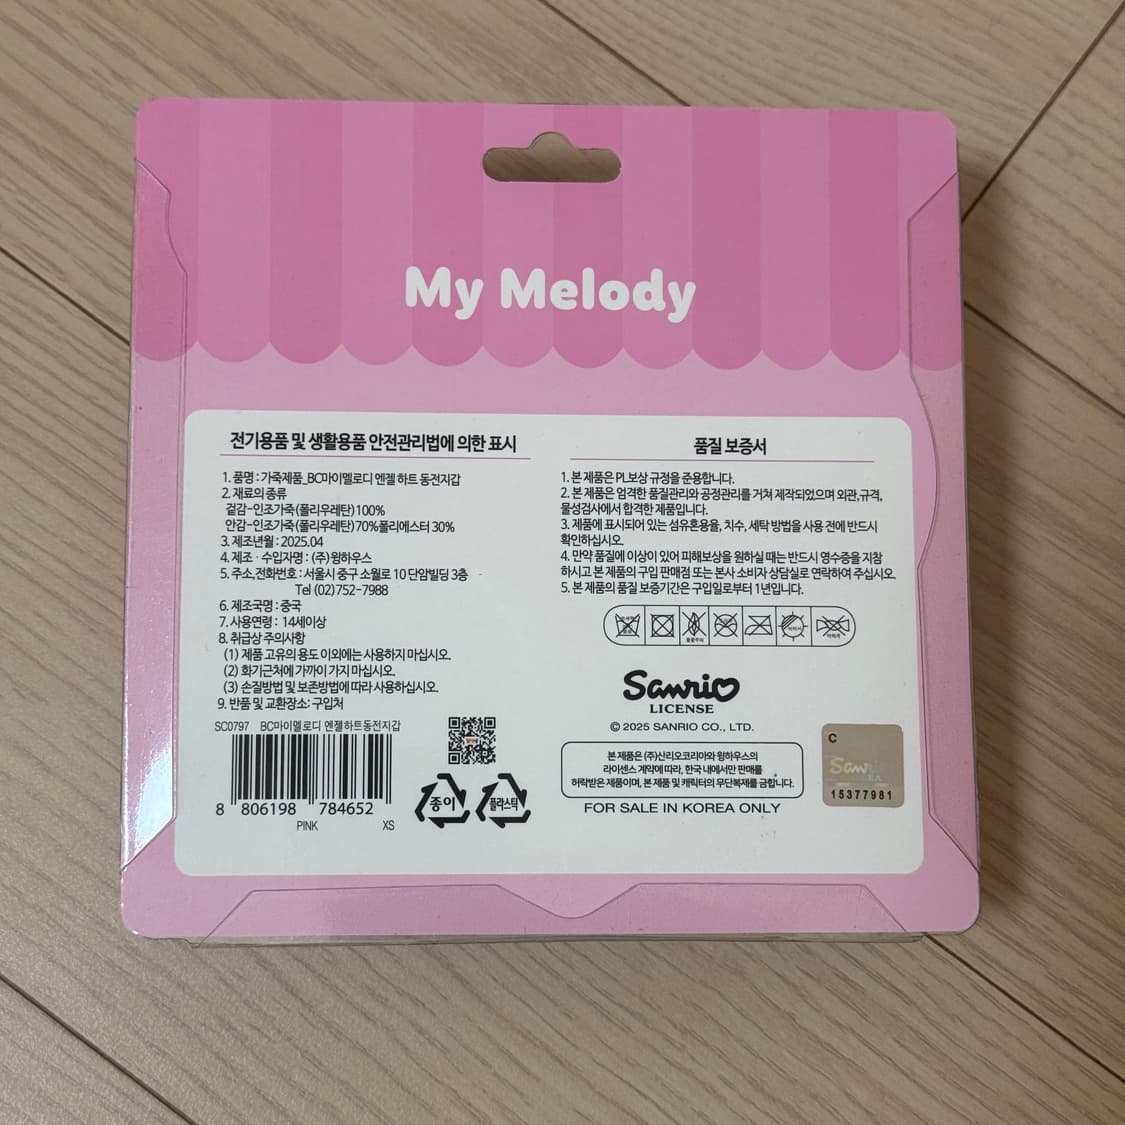 My Melody
전기용품 및 생활용품 안전관리법에 의한 표시
1. 품명 : 가죽제품_BC마이멜로디 엔젤 하트 동전지갑
2. 재료의 종류
겉감-인조가죽(폴리우레탄)100%
안감-인조가죽(폴리우레탄)70%폴리에스터 30%
3. 제조년월 : 2025.04
4. 제조 · 수입자명 : (주)윙하우스
5. 주소,전화번호 : 서울시 중구 소월로 10 단암빌딩 3층
Tel (02)752-7988
6. 제조국명 : 중국
7. 사용연령 : 14세이상
8. 취급상 주의사항
(1) 제품 고유의 용도 이외에는 사용하지 마십시오.
(2) 화기근처에 가까이 가지 마십시오.
(3) 손질방법 및 보존방법에 따라 사용하십시오.
9. 반품 및 교환장소: 구입처
SC0797 BC마이멜로디 엔젤하트동전지갑
8 806198 784652
PINK XS
종이
플라스틱
품질 보증서
1. 본 제품은 PL보상 규정을 준용합니다.
2. 본 제품은 엄격한 품질관리와 공정관리를 거쳐 제작되었으며 외관,규격,
물성검사에서 합격한 제품입니다.
3. 제품에 표시되어 있는 섬유혼용율, 치수, 세탁 방법을 사용 전에 반드시
확인하십시오.
4. 만약 품질에 이상이 있어 피해보상을 원하실 때는 반드시 영수증을 지참
하시고 본 제품의 구입 판매점 또는 본사 소비자 상담실로 연락하여 주십시오.
5. 본 제품의 품질 보증기간은 구입일로부터 1년입니다.
Sanrio
LICENSE
© 2025 SANRIO CO., LTD.
본 제품은 (주)산리오코리아와 윙하우스의
라이센스 계약에 따라, 한국 내에서만 판매를
허락받은 제품이며, 본 제품 및 캐릭터의 무단복제를 금합니다.
FOR SALE IN KOREA ONLY
C
15377981